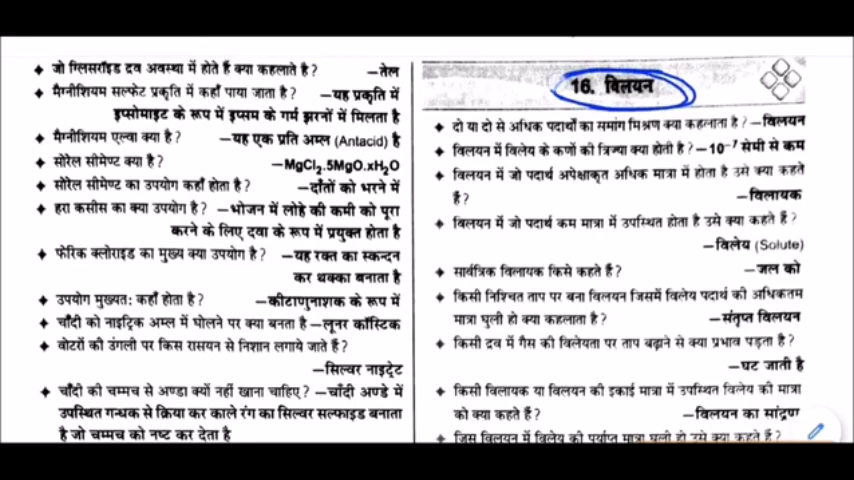 ✦ जो ग्लिसरॉइड द्रव अवस्था में होते हैं क्या कहलाते है? –तेल
✦ मैग्नीशियम सल्फेट प्रकृति में कहाँ पाया जाता है? –यह प्रकृति में
इप्सोमाइट के रूप में इप्सम के गर्म झरनों में मिलता है
✦ मैग्नीशियम एल्वा क्या है? –यह एक प्रति अम्ल (Antacid) है
✦ सोरेल सीमेण्ट क्या है? –MgCl₂.5MgO.xH₂O
✦ सोरेल सीमेण्ट का उपयोग कहाँ होता है? –दाँतों को भरने में
✦ हरा कसीस का क्या उपयोग है? –भोजन में लोहे की कमी को पूरा
करने के लिए दवा के रूप में प्रयुक्त होता है
✦ फेरिक क्लोराइड का मुख्य क्या उपयोग है? –यह रक्त का स्कन्दन
कर थक्का बनाता है
✦ उपयोग मुख्यतः कहाँ होता है? –कीटाणुनाशक के रूप में
✦ चाँदी को नाइट्रिक अम्ल में घोलने पर क्या बनता है –लूनर कॉस्टिक
✦ वोटरों की उंगली पर किस रासयन से निशान लगाये जाते हैं?
–सिल्वर नाइट्रेट
✦ चाँदी की चम्मच से अण्डा क्यों नहीं खाना चाहिए? –चाँदी अण्डे में
उपस्थित गन्धक से क्रिया कर काले रंग का सिल्वर सल्फाइड बनाता
है जो चम्मच को नष्ट कर देता है
16. विलयन
✦ दो या दो से अधिक पदार्थों का समांग मिश्रण क्या कहलाता है? –विलयन
✦ विलयन में विलेय के कणों की त्रिज्या क्या होती है? –10⁻⁷ सेमी से कम
✦ विलयन में जो पदार्थ अपेक्षाकृत अधिक मात्रा में होता है उसे क्या कहते
हैं? –विलायक
✦ विलयन में जो पदार्थ कम मात्रा में उपस्थित होता है उसे क्या कहते हैं?
–विलेय (Solute)
✦ सार्वत्रिक विलायक किसे कहते हैं? –जल को
✦ किसी निश्चित ताप पर बना विलयन जिसमें विलेय पदार्थ की अधिकतम
मात्रा घुली हो क्या कहलाता है? –संतृप्त विलयन
✦ किसी द्रव में गैस की विलेयता पर ताप बढ़ाने से क्या प्रभाव पड़ता है?
–घट जाती है
✦ किसी विलायक या विलयन की इकाई मात्रा में उपस्थित विलेय की मात्रा
को क्या कहते हैं? –विलयन का सांद्रण
✦ जिस विलयन में विलेय की पर्याप्त मात्रा घुली हो उसे क्या कहते हैं?